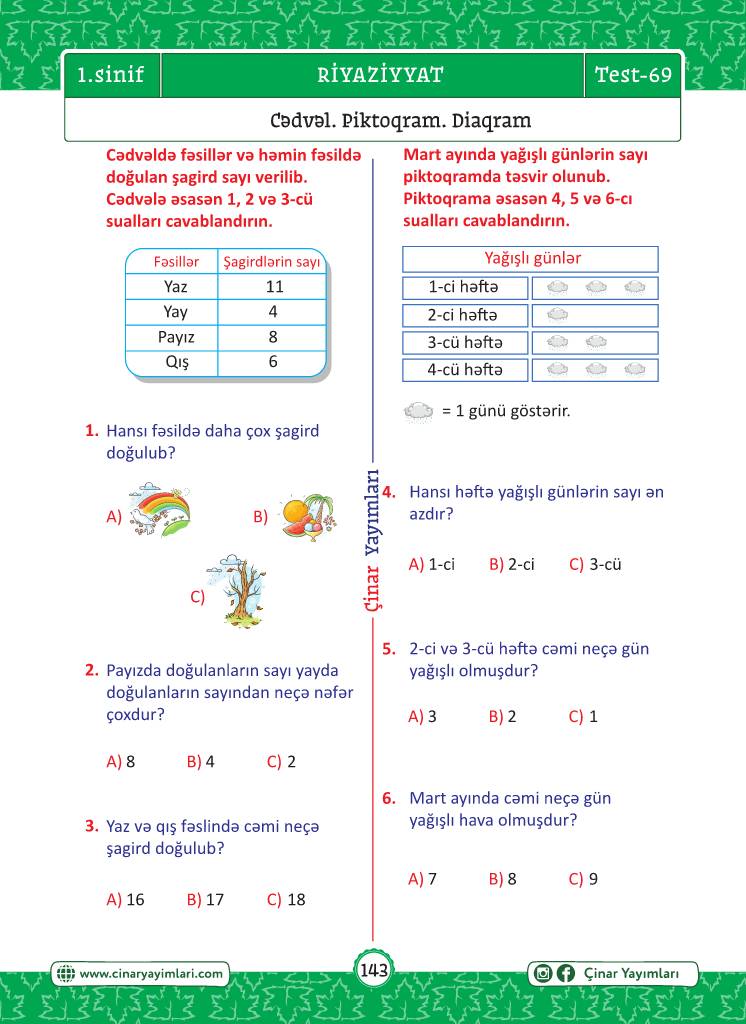 1.sinif
RİYAZİYYAT
Test-69
Cədvəl. Piktoqram. Diaqram
Cədvəldə fəsillər və həmin fəsildə
doğulan şagird sayı verilib.
Cədvələ əsasən 1, 2 və 3-cü
sualları cavablandırın.
Fəsillər Şagirdlərin sayı
Yaz 11
Yay 4
Payız 8
Qış 6
1. Hansı fəsildə daha çox şagird
doğulub?
A) B)
C)
2. Payızda doğulanların sayı yayda
doğulanların sayından neçə nəfər
çoxdur?
A) 8 B) 4 C) 2
3. Yaz və qış fəslində cəmi neçə
şagird doğulub?
A) 16 B) 17 C) 18
Çinar Yayımları
Mart ayında yağışlı günlərin sayı
piktoqramda təsvir olunub.
Piktoqrama əsasən 4, 5 və 6-cı
sualları cavablandırın.
Yağışlı günlər
1-ci həftə
2-ci həftə
3-cü həftə
4-cü həftə
= 1 günü göstərir.
4. Hansı həftə yağışlı günlərin sayı ən
azdır?
A) 1-ci B) 2-ci C) 3-cü
5. 2-ci və 3-cü həftə cəmi neçə gün
yağışlı olmuşdur?
A) 3 B) 2 C) 1
6. Mart ayında cəmi neçə gün
yağışlı hava olmuşdur?
A) 7 B) 8 C) 9
www.cinaryayimlari.com
143
Çinar Yayımları